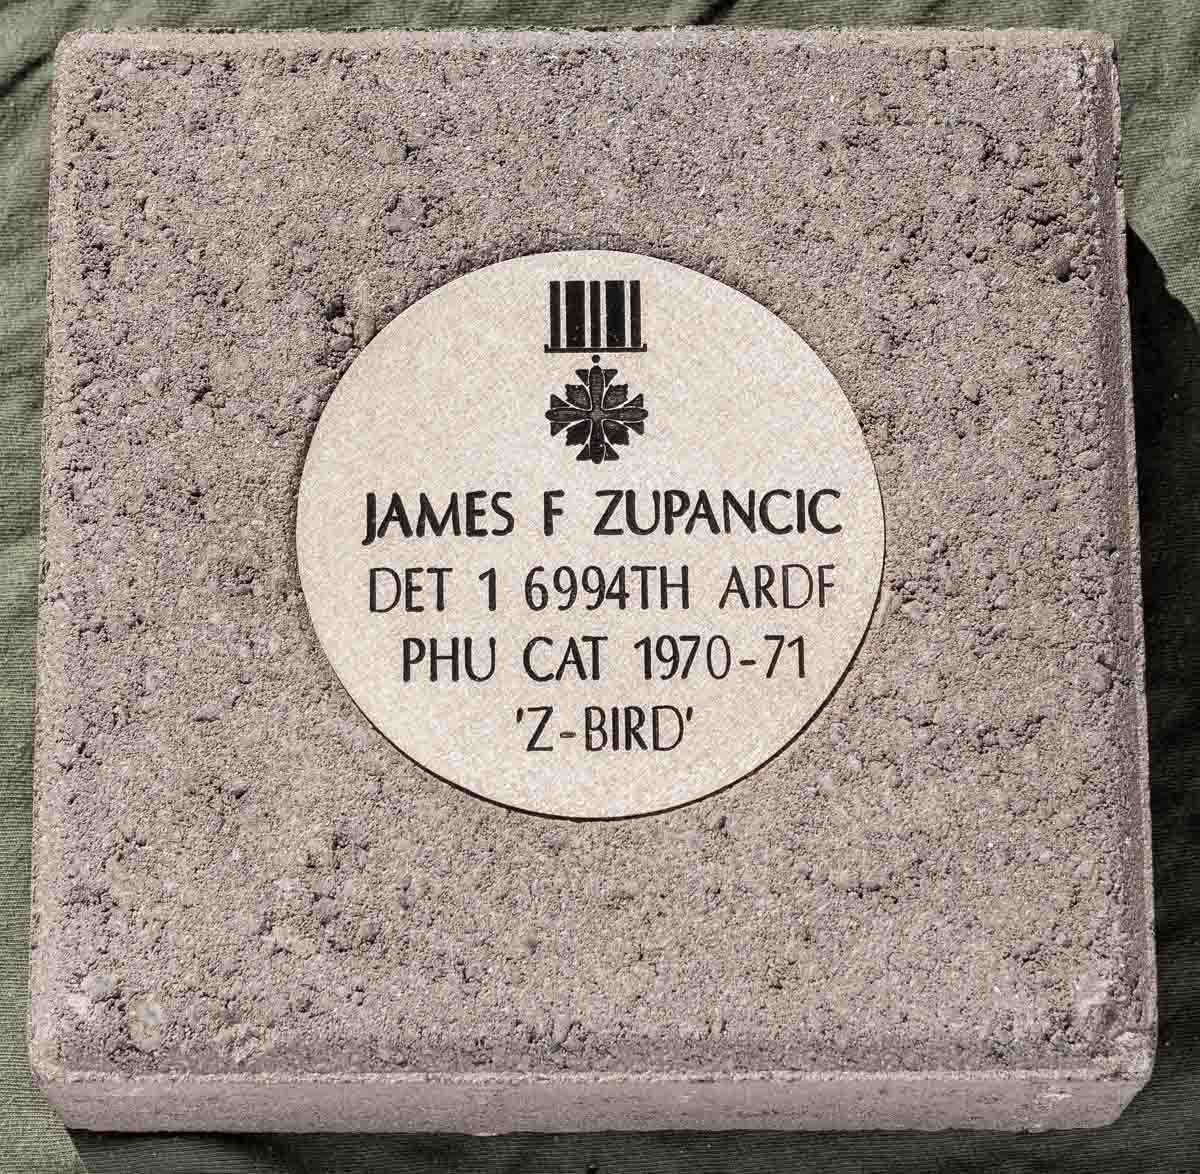 JAMES F ZUPANCIC
DET 1 6994TH ARDF
PHU CAT 1970-71
'Z-BIRD'